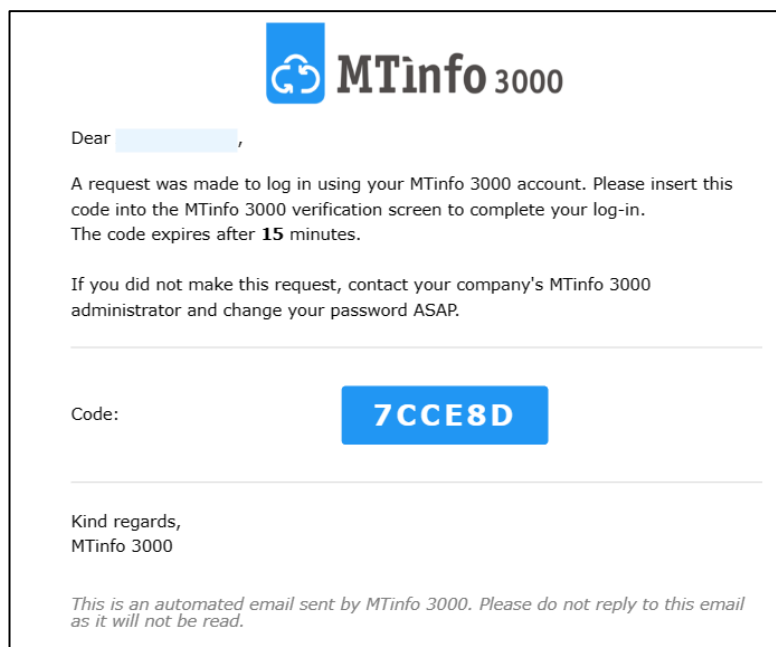 MTinfo 3000
Dear ,
A request was made to log in using your MTinfo 3000 account. Please insert this
code into the MTinfo 3000 verification screen to complete your log-in.
The code expires after 15 minutes.
If you did not make this request, contact your company's MTinfo 3000
administrator and change your password ASAP.
Code:
7CCE8D
Kind regards,
MTinfo 3000
This is an automated email sent by MTinfo 3000. Please do not reply to this email
as it will not be read.